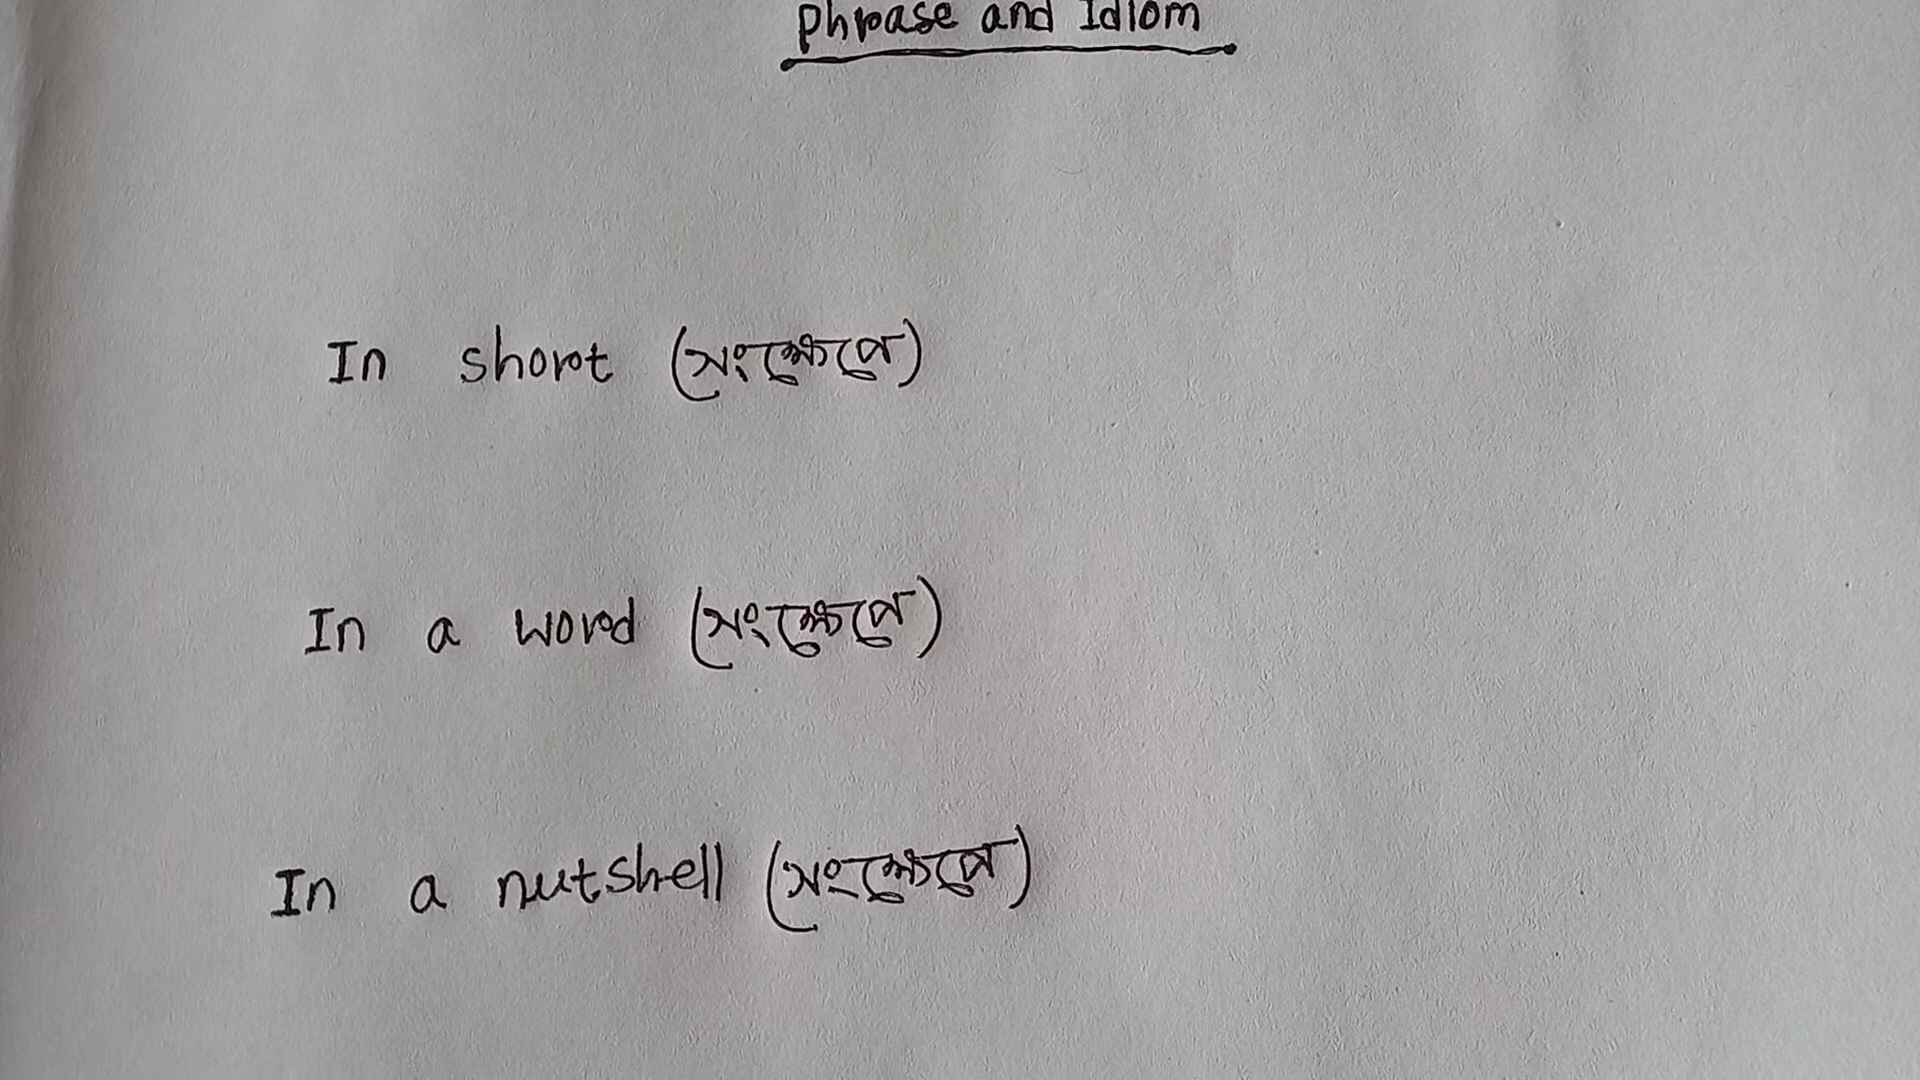 Phrase and Idiom
In short (সংক্ষেপে)
In a word (সংক্ষেপে)
In a nutshell (সংক্ষেপে)